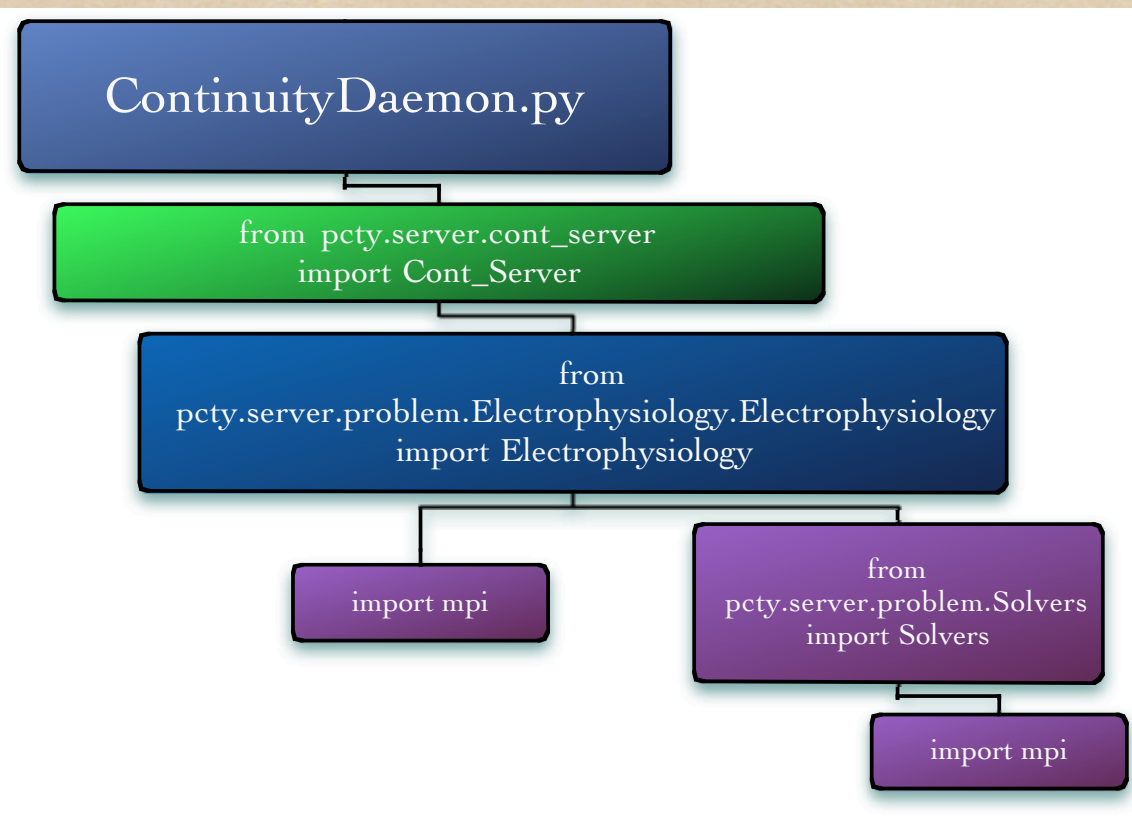 ContinuityDaemon.py
from pcty.server.cont_server
import Cont_Server
from
pcty.server.problem.Electrophysiology.Electrophysiology
import Electrophysiology
import mpi
from
pcty.server.problem.Solvers
import Solvers
import mpi